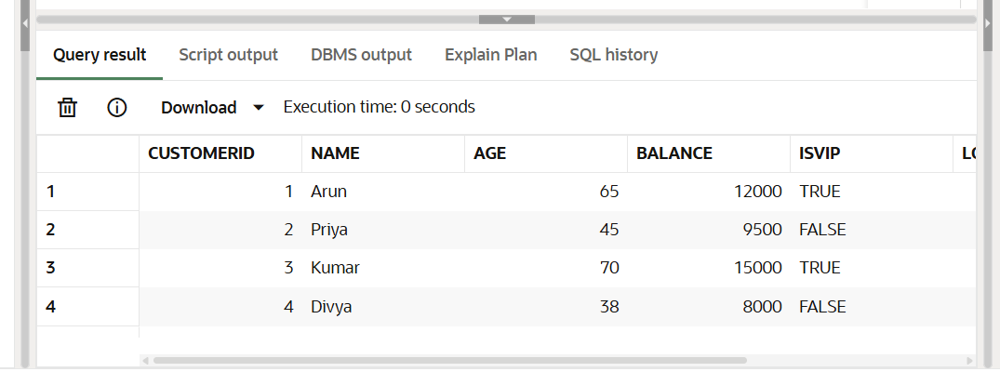 Query result Script output DBMS output Explain Plan SQL history
Download Execution time: 0 seconds
CUSTOMERID NAME AGE BALANCE ISVIP
1 1 Arun 65 12000 TRUE
2 2 Priya 45 9500 FALSE
3 3 Kumar 70 15000 TRUE
4 4 Divya 38 8000 FALSE